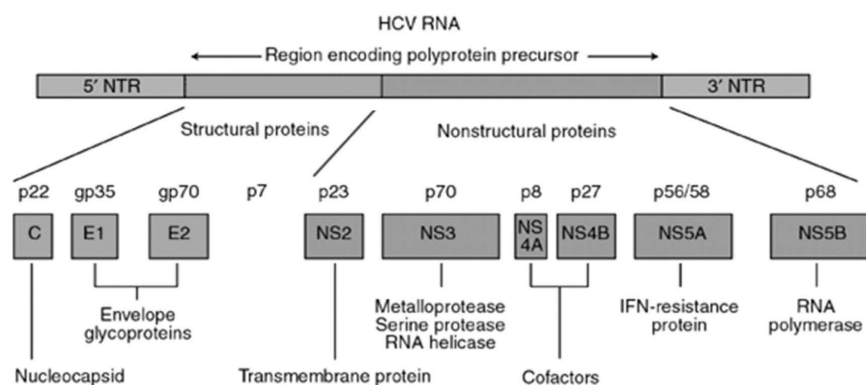 HCV RNA
Region encoding polyprotein precursor
5′ NTR
3′ NTR
Structural proteins
Nonstructural proteins
p22 gp35 gp70 p7 p23 p70 p8 p27 p56/58 p68
C E1 E2 NS2 NS3 NS NS4B NS5A NS5B
4A
Envelope
glycoproteins
Metalloprotease
Serine protease
RNA helicase
IFN-resistance
protein
RNA
polymerase
Nucleocapsid
Transmembrane protein
Cofactors